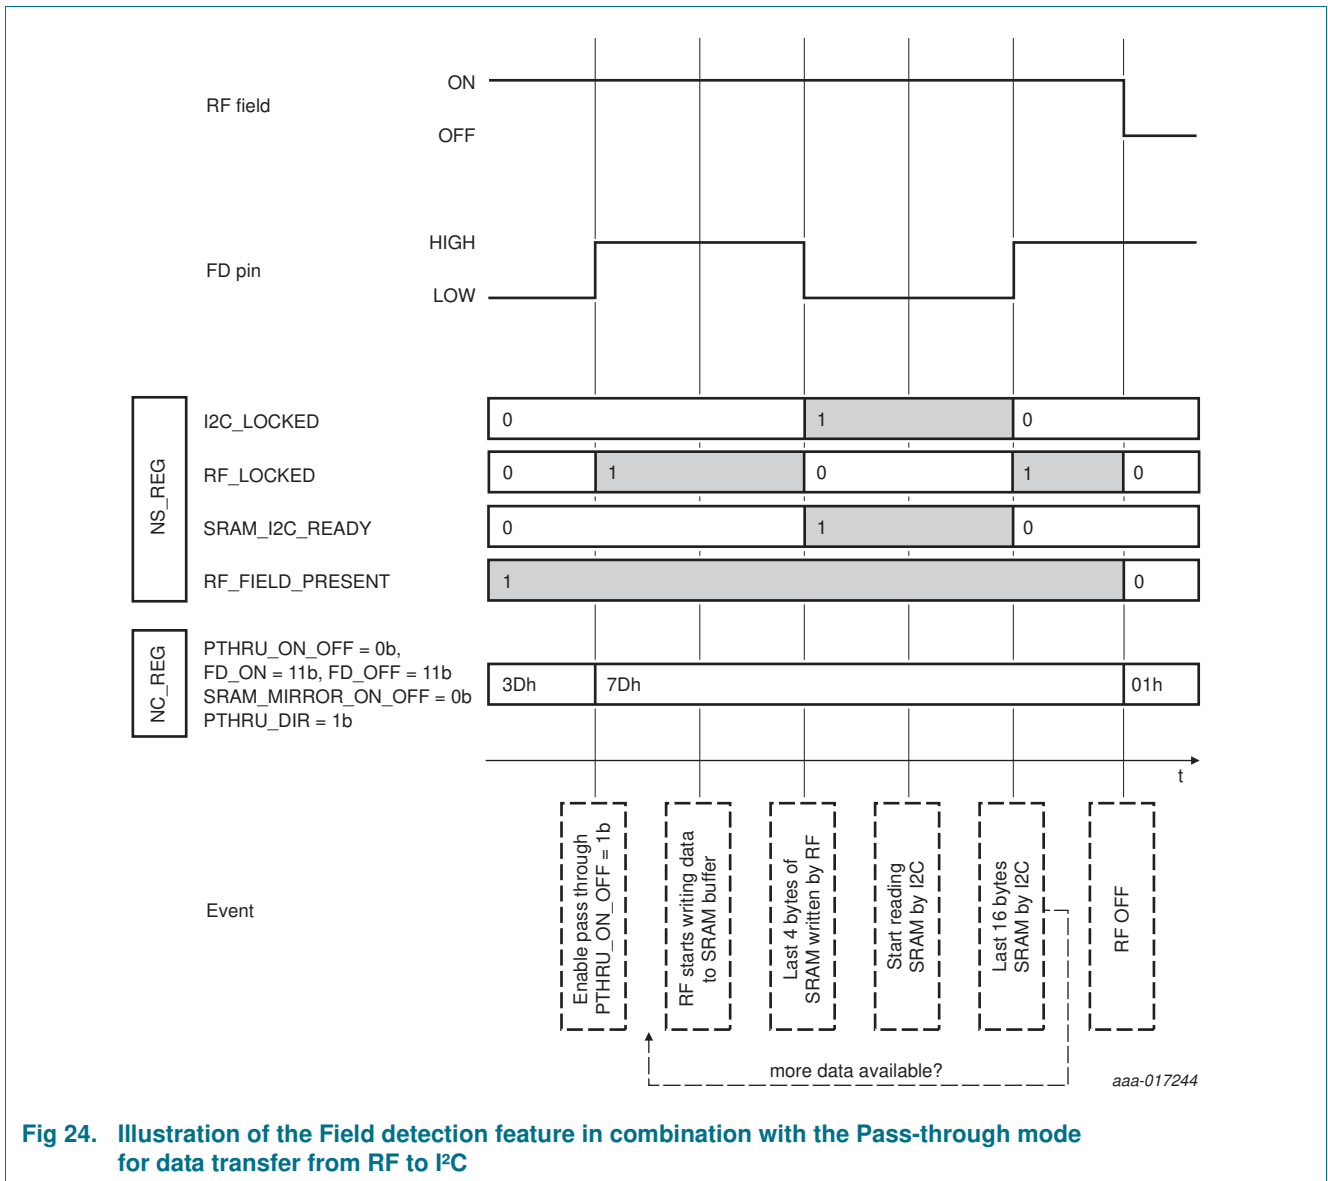 RF field
ON
OFF
FD pin
HIGH
LOW
NS_REG
I2C_LOCKED
0
1
0
RF_LOCKED
0
1
0
1
0
SRAM_I2C_READY
0
1
0
RF_FIELD_PRESENT
1
0
NC_REG
PTHRU_ON_OFF = 0b,
FD_ON = 11b, FD_OFF = 11b
SRAM_MIRROR_ON_OFF = 0b
PTHRU_DIR = 1b
3Dh
7Dh
01h
t
Event
Enable pass through
PTHRU_ON_OFF = 1b
RF starts writing data
to SRAM buffer
Last 4 bytes of
SRAM written by RF
Start reading
SRAM by I2C
Last 16 bytes
SRAM by I2C
RF OFF
more data available?
aaa-017244
Fig 24. Illustration of the Field detection feature in combination with the Pass-through mode
for data transfer from RF to I²C